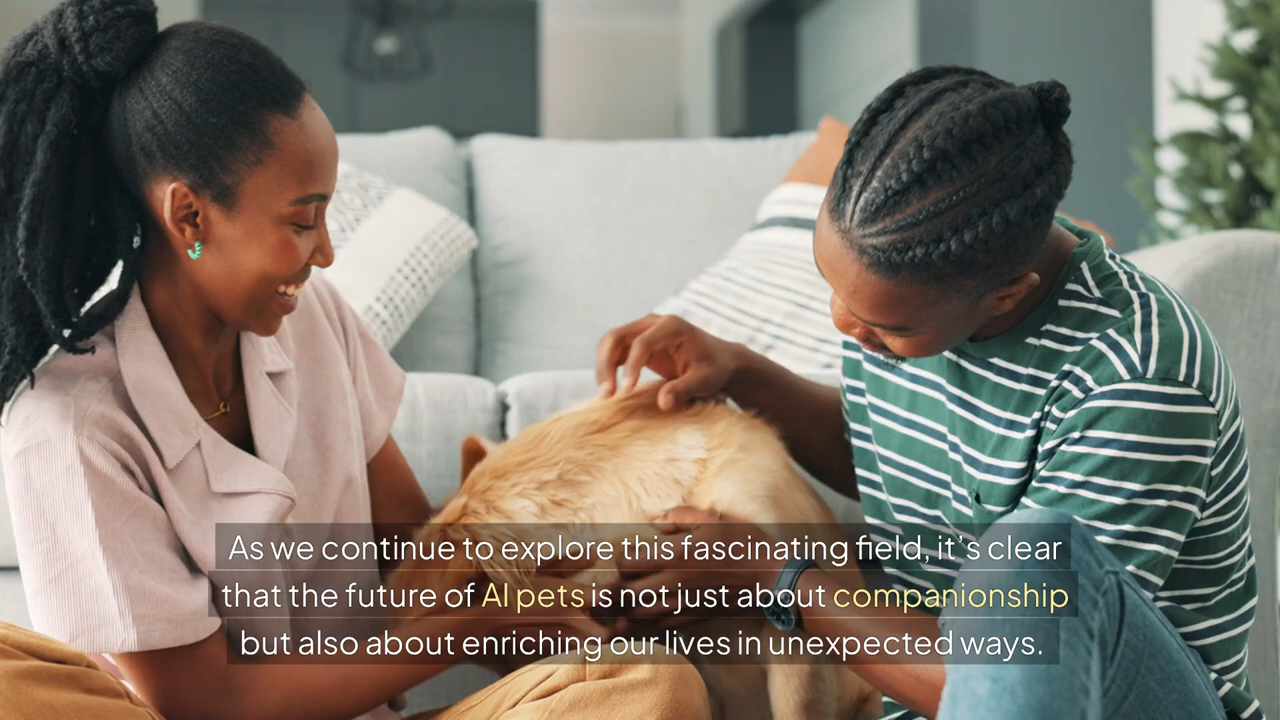 As we continue to explore this fascinating field, it’s clear
that the future of AI pets is not just about companionship
but also about enriching our lives in unexpected ways.